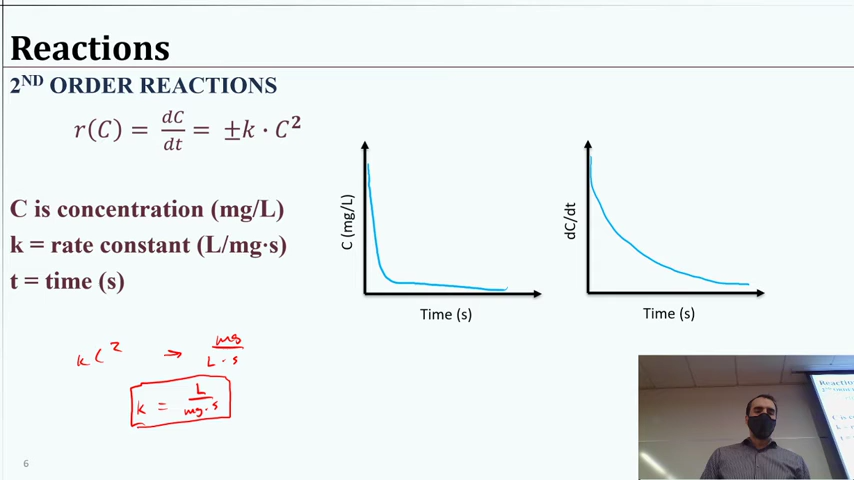 Reactions
2ND ORDER REACTIONS
r(C) = dC/dt = ±k · C²
C is concentration (mg/L)
k = rate constant (L/mg·s)
t = time (s)
C (mg/L)
Time (s)
dC/dt
Time (s)
k C² → mg/L·s
k = L/mg·s
6
Reactions